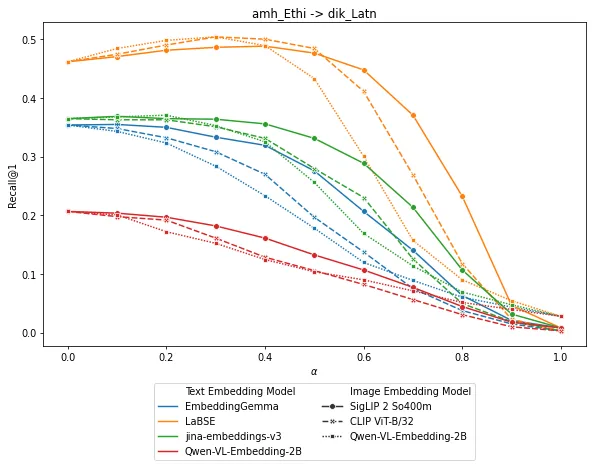 amh_Ethi -> dik_Latn
Recall@1
0.5
0.4
0.3
0.2
0.1
0.0
0.0 0.2 0.4 0.6 0.8 1.0
α
Text Embedding Model Image Embedding Model
EmbeddingGemma SigLIP 2 So400m
LaBSE CLIP ViT-B/32
jina-embeddings-v3 Qwen-VL-Embedding-2B
Qwen-VL-Embedding-2B